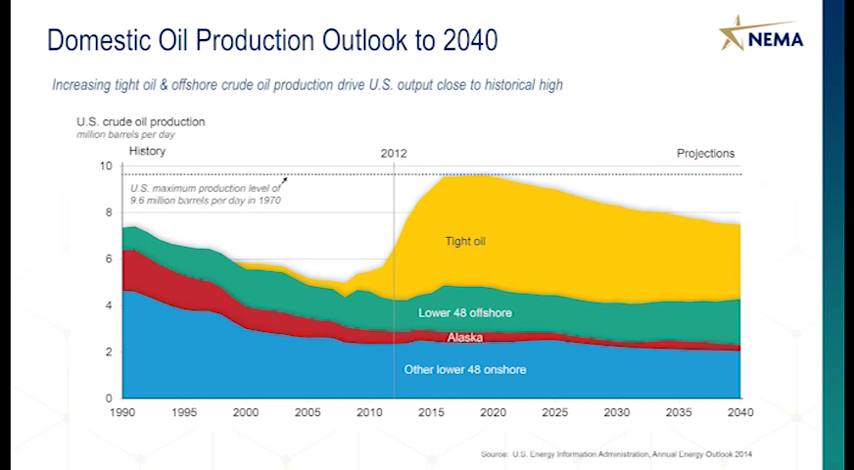 Domestic Oil Production Outlook to 2040
NEMA
Increasing tight oil & offshore crude oil production drive U.S. output close to historical high
U.S. crude oil production
million barrels per day
History
2012
Projections
10
U.S. maximum production level of
9.6 million barrels per day in 1970
8
Tight oil
6
4
Lower 48 offshore
Alaska
2
Other lower 48 onshore
0
1990
1995
2000
2005
2010
2015
2020
2025
2030
2035
2040
Source: U.S. Energy Information Administration, Annual Energy Outlook 2014